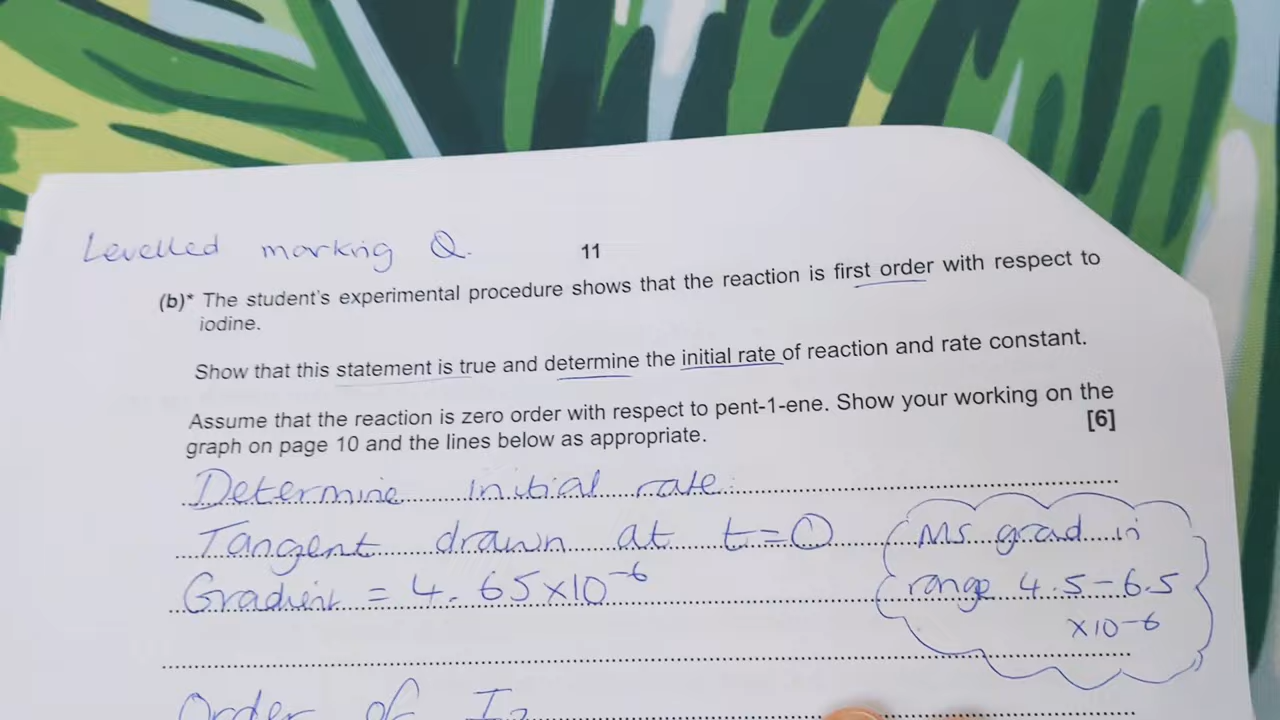 Levelled marking Q.
11
(b)* The student's experimental procedure shows that the reaction is first order with respect to
iodine.
Show that this statement is true and determine the initial rate of reaction and rate constant.
Assume that the reaction is zero order with respect to pent-1-ene. Show your working on the
graph on page 10 and the lines below as appropriate.
[6]
Determine initial rate.
Tangent drawn at t=0
Gradient = 4.65×10⁻⁶
Ms grad in
range 4.5-6.5
×10⁻⁶
Order of I₂